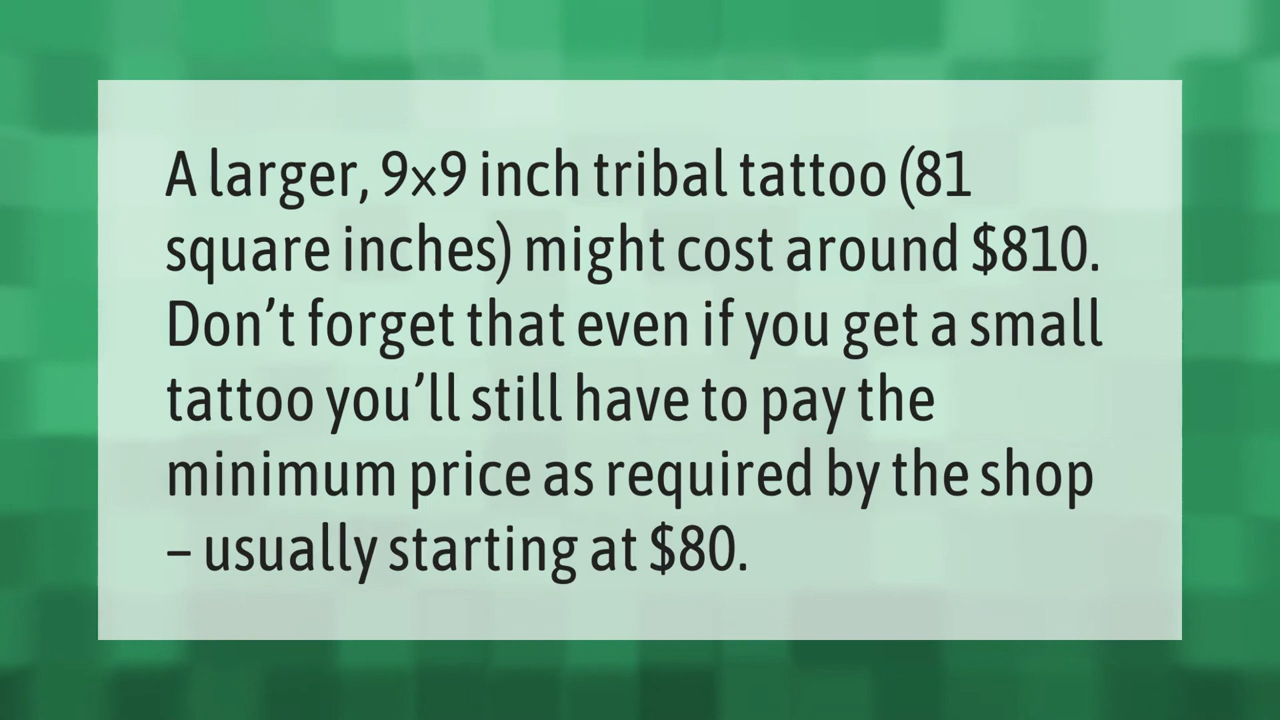 A larger, 9x9 inch tribal tattoo (81
square inches) might cost around $810.
Don’t forget that even if you get a small
tattoo you’ll still have to pay the
minimum price as required by the shop
– usually starting at $80.